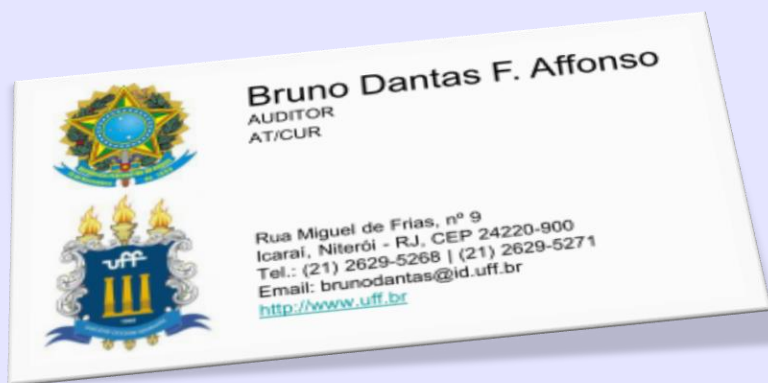 Bruno Dantas F. Affonso
AUDITOR
AT/CUR
Rua Miguel de Frias, nº 9
Icaraí, Niterói - RJ, CEP 24220-900
Tel.: (21) 2629-5268 | (21) 2629-5271
Email: brunodantas@id.uff.br
http://www.uff.br
uff